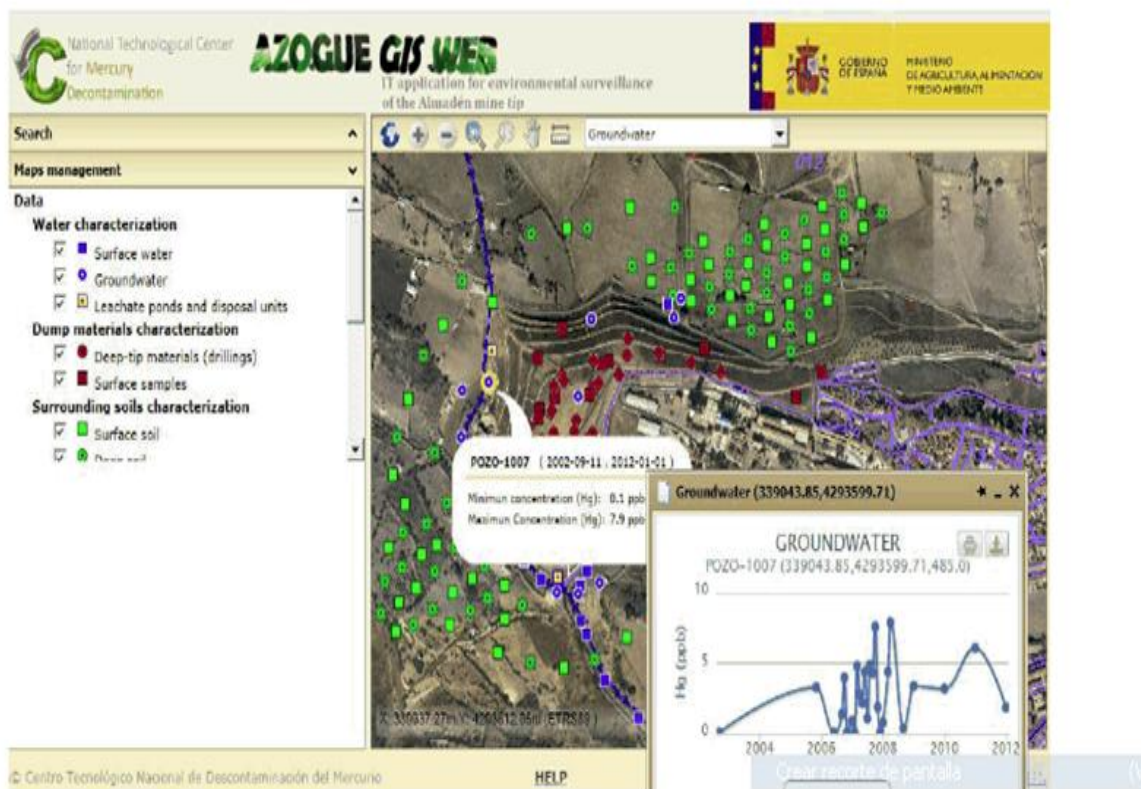 National Technological Center
for Mercury
Decontamination
AZOGUE GIS WEB
IT application for environmental surveillance
of the Almadén mine tip
GOBIERNO
DE ESPAÑA
MINISTERIO
DE AGRICULTURA, ALIMENTACIÓN
Y MEDIO AMBIENTE
Search
Maps management
Groundwater
Data
Water characterization
Surface water
Groundwater
Leachate ponds and disposal units
Dump materials characterization
Deep-tip materials (drillings)
Surface samples
Surrounding soils characterization
Surface soil
Deep soil
POZO-1007 ( 2002-09-11 , 2012-01-01 )
Minimun concentration (Hg): 0.1 ppb
Maximun Concentration (Hg): 7.9 ppb
Groundwater (339043.85,4293599.71)
GROUNDWATER
POZO-1007 (339043.85,4293599.71,485.0)
Hg (ppb)
10
5
0
2004 2006 2008 2010 2012
© Centro Tecnológico Nacional de Descontaminación del Mercurio
HELP
Crear recorte de pantalla